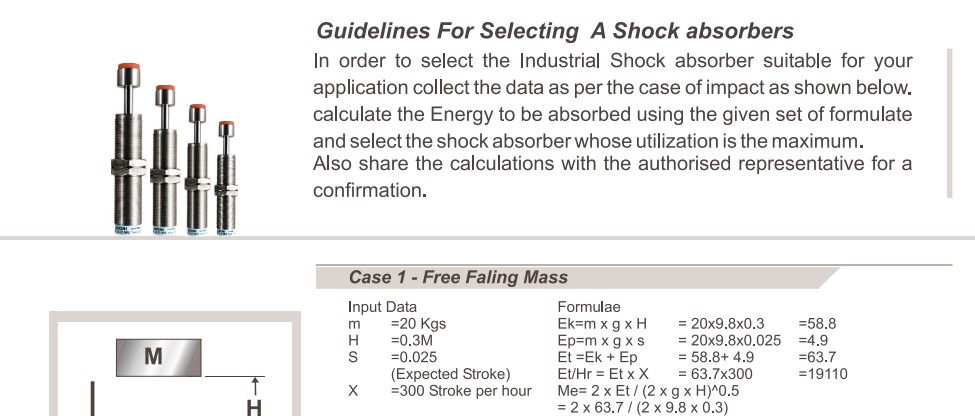 Guidelines For Selecting A Shock absorbers
In order to select the Industrial Shock absorber suitable for your
application collect the data as per the case of impact as shown below.
calculate the Energy to be absorbed using the given set of formulate
and select the shock absorber whose utilization is the maximum.
Also share the calculations with the authorised representative for a
confirmation.
Case 1 - Free Faling Mass
Input Data Formulae
m =20 Kgs Ek=m x g x H = 20x9.8x0.3 =58.8
H =0.3M Ep=m x g x s = 20x9.8x0.025 =4.9
S =0.025 Et =Ek + Ep = 58.8+ 4.9 =63.7
(Expected Stroke) Et/Hr = Et x X = 63.7x300 =19110
X =300 Stroke per hour Me= 2 x Et / (2 x g x H)^0.5
= 2 x 63.7 / (2 x 9.8 x 0.3)
M
H